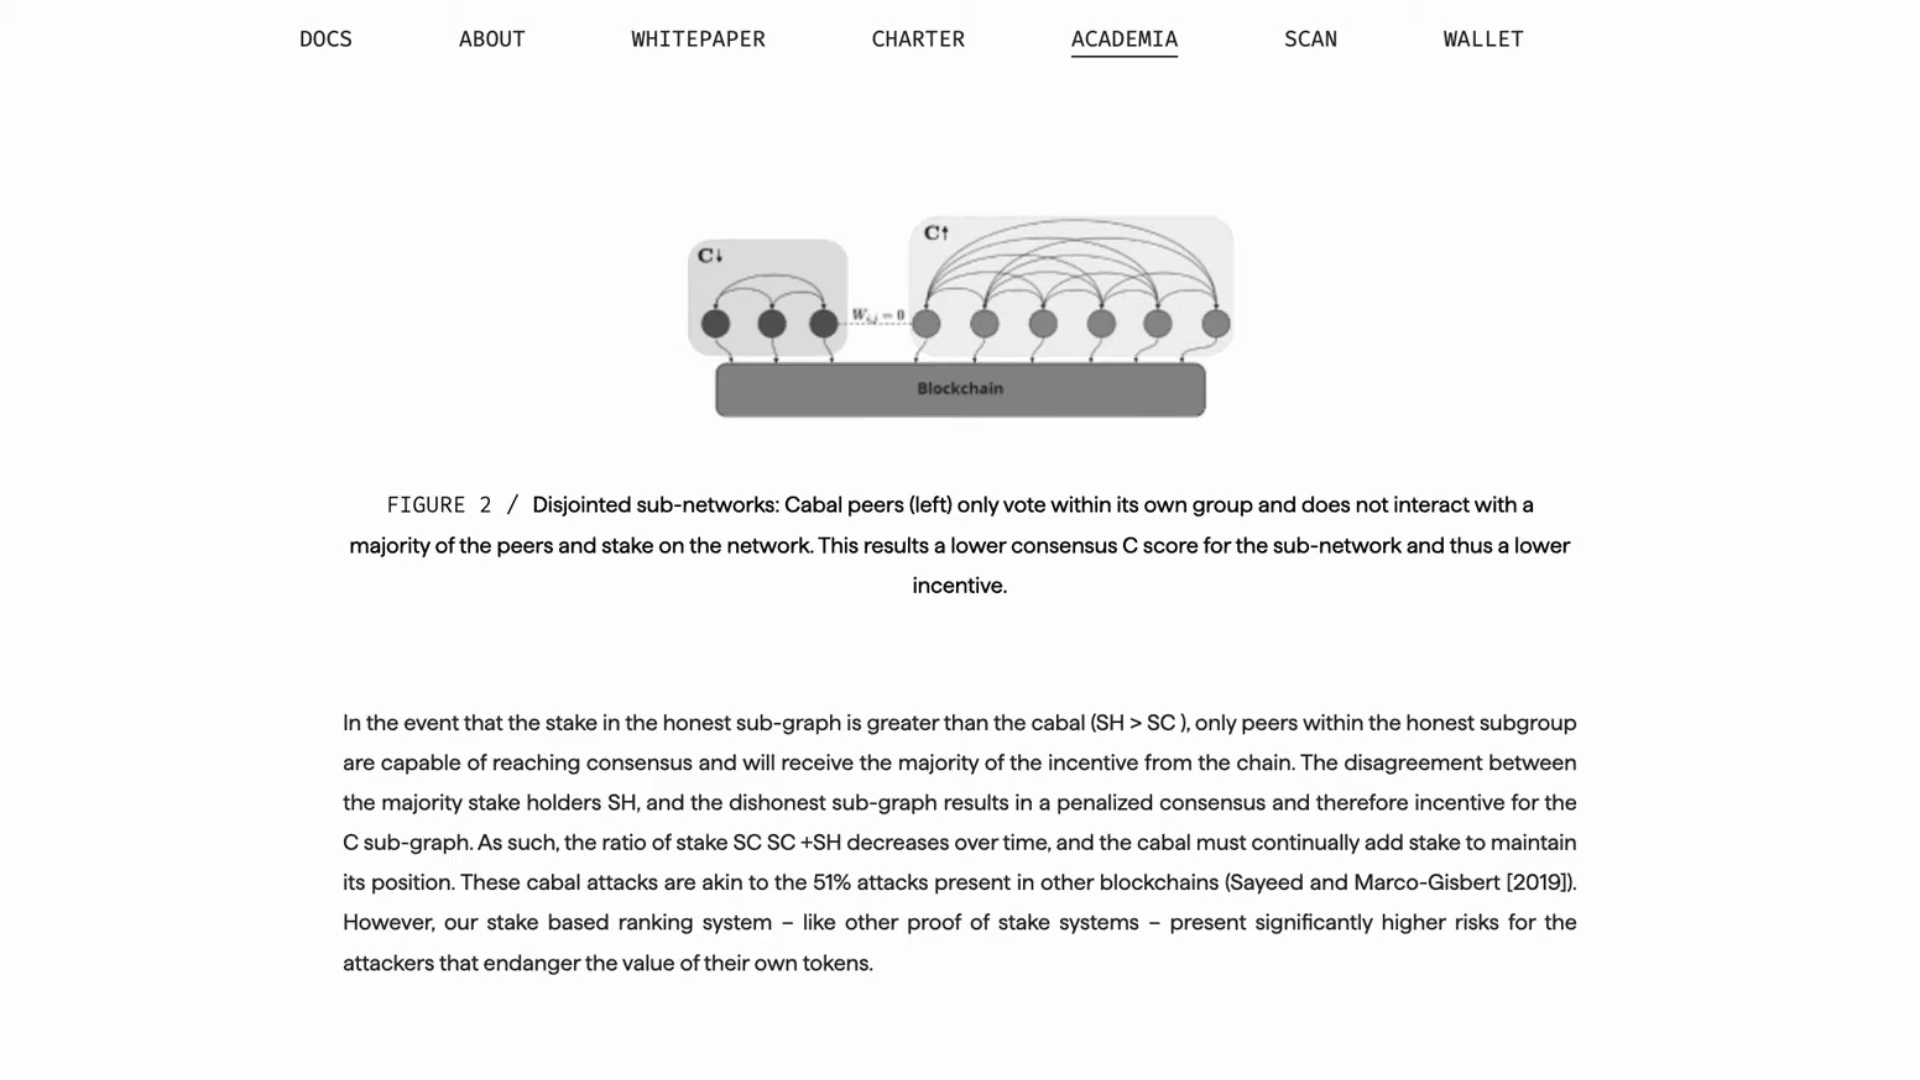 DOCS ABOUT WHITEPAPER CHARTER ACADEMIA SCAN WALLET
C↑
C↓
W_{i,j} = 0
Blockchain
FIGURE 2 / Disjointed sub-networks: Cabal peers (left) only vote within its own group and does not interact with a
majority of the peers and stake on the network. This results a lower consensus C score for the sub-network and thus a lower
incentive.
In the event that the stake in the honest sub-graph is greater than the cabal (SH > SC ), only peers within the honest subgroup
are capable of reaching consensus and will receive the majority of the incentive from the chain. The disagreement between
the majority stake holders SH, and the dishonest sub-graph results in a penalized consensus and therefore incentive for the
C sub-graph. As such, the ratio of stake SC SC +SH decreases over time, and the cabal must continually add stake to maintain
its position. These cabal attacks are akin to the 51% attacks present in other blockchains (Sayeed and Marco-Gisbert [2019]).
However, our stake based ranking system – like other proof of stake systems – present significantly higher risks for the
attackers that endanger the value of their own tokens.